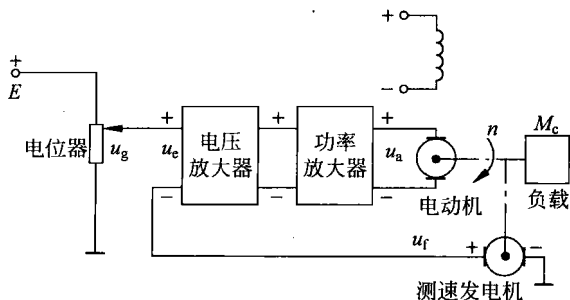 +
−
+
E
电位器
u_g
+
u_e
−
电压
放大器
+
−
功率
放大器
+
u_a
−
电动机
n
M_c
负载
u_f
+
−
测速发电机